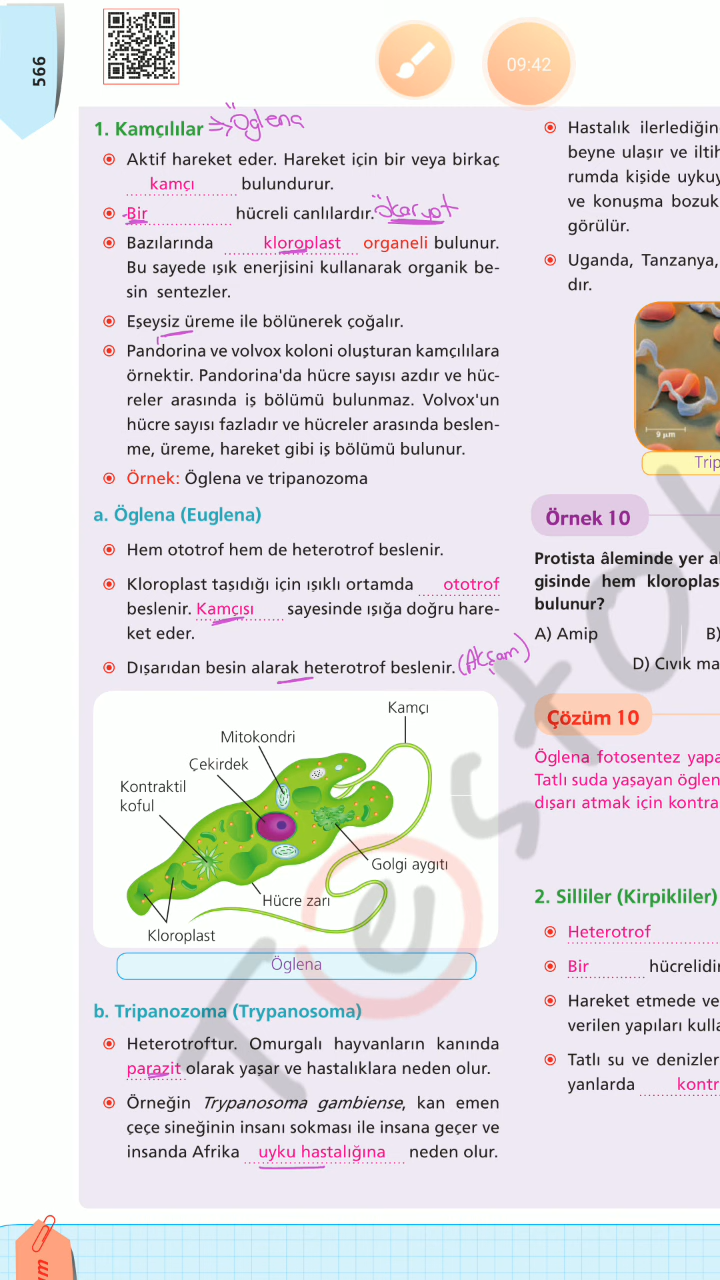 566
09:42
1. Kamçılılar => Öglena
Aktif hareket eder. Hareket için bir veya birkaç
kamçı bulundurur.
Bir hücreli canlılardır. Ökaryot
Bazılarında kloroplast organeli bulunur.
Bu sayede ışık enerjisini kullanarak organik be-
sin sentezler.
Eşeysiz üreme ile bölünerek çoğalır.
Pandorina ve volvox koloni oluşturan kamçılılara
örnektir. Pandorina'da hücre sayısı azdır ve hüc-
reler arasında iş bölümü bulunmaz. Volvox'un
hücre sayısı fazladır ve hücreler arasında beslen-
me, üreme, hareket gibi iş bölümü bulunur.
Örnek: Öglena ve tripanozoma
a. Öglena (Euglena)
Hem ototrof hem de heterotrof beslenir.
Kloroplast taşıdığı için ışıklı ortamda ototrof
beslenir. Kamçısı sayesinde ışığa doğru hare-
ket eder.
Dışarıdan besin alarak heterotrof beslenir. (Akşam)
Kamçı
Mitokondri
Çekirdek
Kontraktil
koful
Golgi aygıtı
Hücre zarı
Kloroplast
Öglena
b. Tripanozoma (Trypanosoma)
Heterotroftur. Omurgalı hayvanların kanında
parazit olarak yaşar ve hastalıklara neden olur.
Örneğin Trypanosoma gambiense, kan emen
çeçe sineğinin insanı sokması ile insana geçer ve
insanda Afrika uyku hastalığına neden olur.
Hastalık ilerlediğin
beyne ulaşır ve iltih
rumda kişide uykuy
ve konuşma bozuk
görülür.
Uganda, Tanzanya,
dır.
9 µm
Trip
Örnek 10
Protista âleminde yer al
gisinde hem kloroplas
bulunur?
A) Amip B)
D) Cıvık ma
Çözüm 10
Öglena fotosentez yapa
Tatlı suda yaşayan öglen
dışarı atmak için kontra
2. Silliler (Kirpikliler)
Heterotrof
Bir hücrelidir
Hareket etmede ve
verilen yapıları kulla
Tatlı su ve denizler
yanlarda kontr
Testok